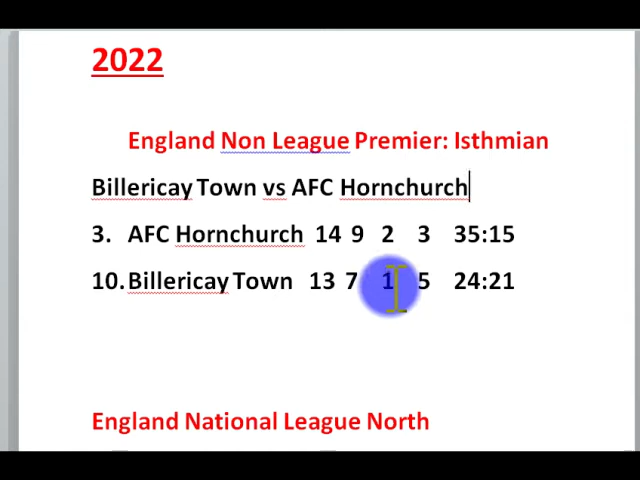 2022
England Non League Premier: Isthmian
Billericay Town vs AFC Hornchurch
3. AFC Hornchurch 14 9 2 3 35:15
10. Billericay Town 13 7 1 5 24:21
England National League North